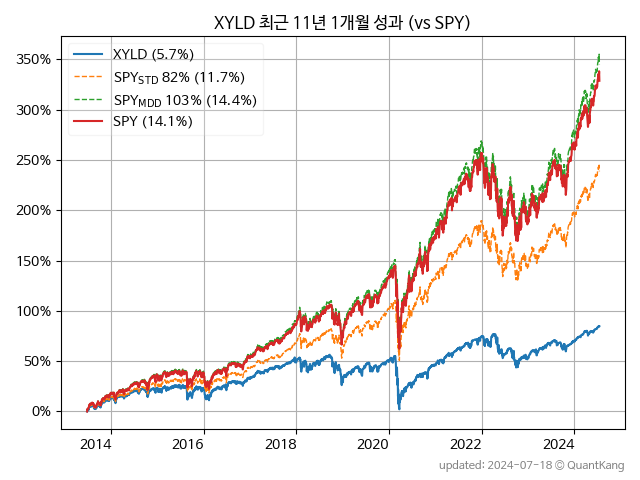 XYLD 최근 11년 1개월 성과 (vs SPY)
XYLD (5.7%)
SPY_STD 82% (11.7%)
SPY_MDD 103% (14.4%)
SPY (14.1%)
350%
300%
250%
200%
150%
100%
50%
0%
2014 2016 2018 2020 2022 2024
updated: 2024-07-18 © QuantKang